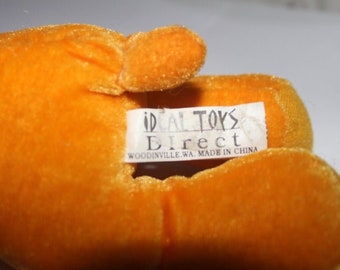 iDEAL TOYS
DIrect
WOODINVILLE, WA. MADE IN CHINA